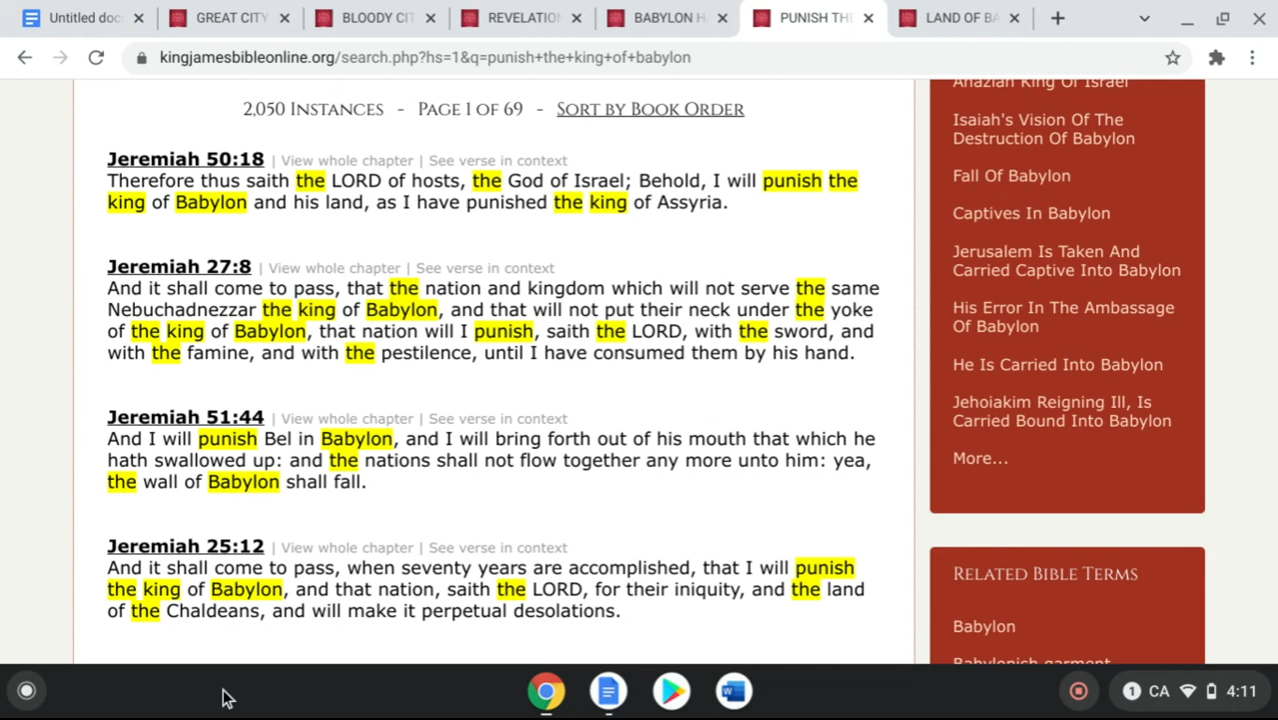 Untitled doc
GREAT CITY
BLOODY CIT
REVELATION
BABYLON H
PUNISH THE
LAND OF BA
kingjamesbibleonline.org/search.php?hs=1&q=punish+the+king+of+babylon
2,050 Instances - Page 1 of 69 - Sort by Book Order
Jeremiah 50:18 | View whole chapter | See verse in context
Therefore thus saith the LORD of hosts, the God of Israel; Behold, I will punish the
king of Babylon and his land, as I have punished the king of Assyria.
Jeremiah 27:8 | View whole chapter | See verse in context
And it shall come to pass, that the nation and kingdom which will not serve the same
Nebuchadnezzar the king of Babylon, and that will not put their neck under the yoke
of the king of Babylon, that nation will I punish, saith the LORD, with the sword, and
with the famine, and with the pestilence, until I have consumed them by his hand.
Jeremiah 51:44 | View whole chapter | See verse in context
And I will punish Bel in Babylon, and I will bring forth out of his mouth that which he
hath swallowed up: and the nations shall not flow together any more unto him: yea,
the wall of Babylon shall fall.
Jeremiah 25:12 | View whole chapter | See verse in context
And it shall come to pass, when seventy years are accomplished, that I will punish
the king of Babylon, and that nation, saith the LORD, for their iniquity, and the land
of the Chaldeans, and will make it perpetual desolations.
Ahaziah King Of Israel
Isaiah's Vision Of The
Destruction Of Babylon
Fall Of Babylon
Captives In Babylon
Jerusalem Is Taken And
Carried Captive Into Babylon
His Error In The Ambassage
Of Babylon
He Is Carried Into Babylon
Jehoiakim Reigning Ill, Is
Carried Bound Into Babylon
More...
Related Bible Terms
Babylon
Babylonish garment
1 CA 4:11